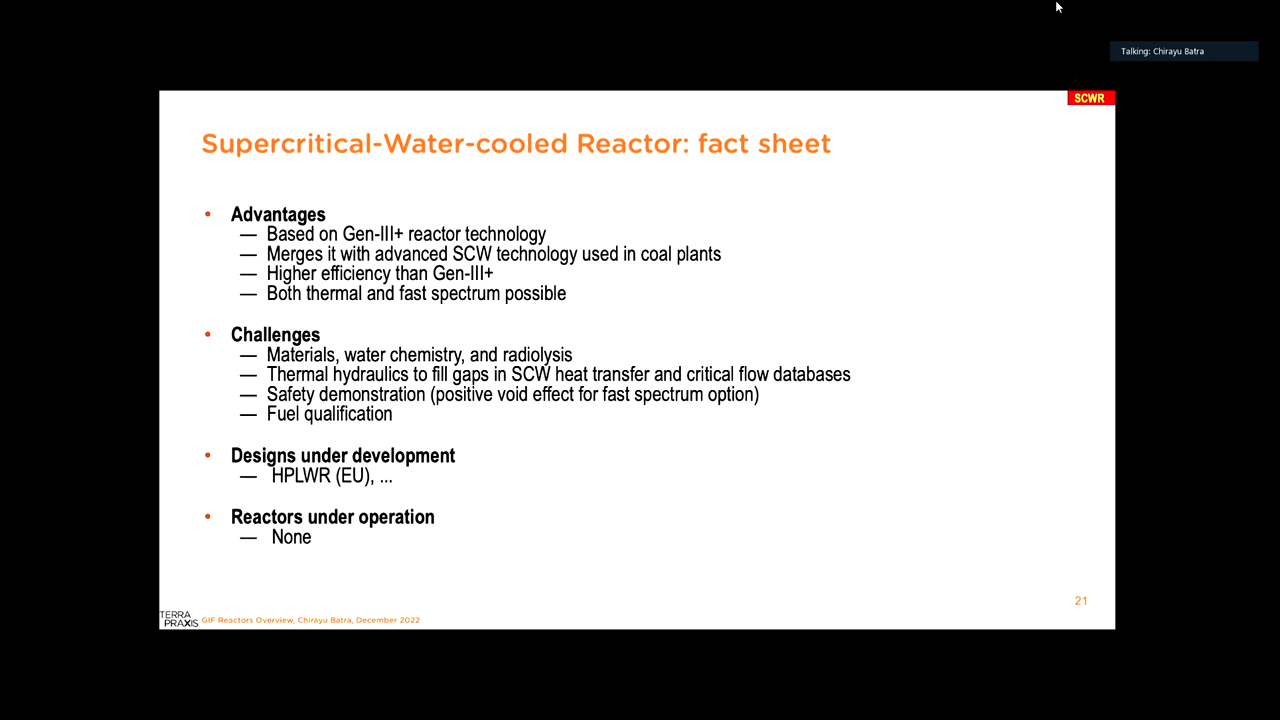 Talking: Chirayu Batra
SCWR
Supercritical-Water-cooled Reactor: fact sheet
• Advantages
— Based on Gen-III+ reactor technology
— Merges it with advanced SCW technology used in coal plants
— Higher efficiency than Gen-III+
— Both thermal and fast spectrum possible
• Challenges
— Materials, water chemistry, and radiolysis
— Thermal hydraulics to fill gaps in SCW heat transfer and critical flow databases
— Safety demonstration (positive void effect for fast spectrum option)
— Fuel qualification
• Designs under development
— HPLWR (EU), ...
• Reactors under operation
— None
21
TERRA
PRAXIS
GIF Reactors Overview, Chirayu Batra, December 2022